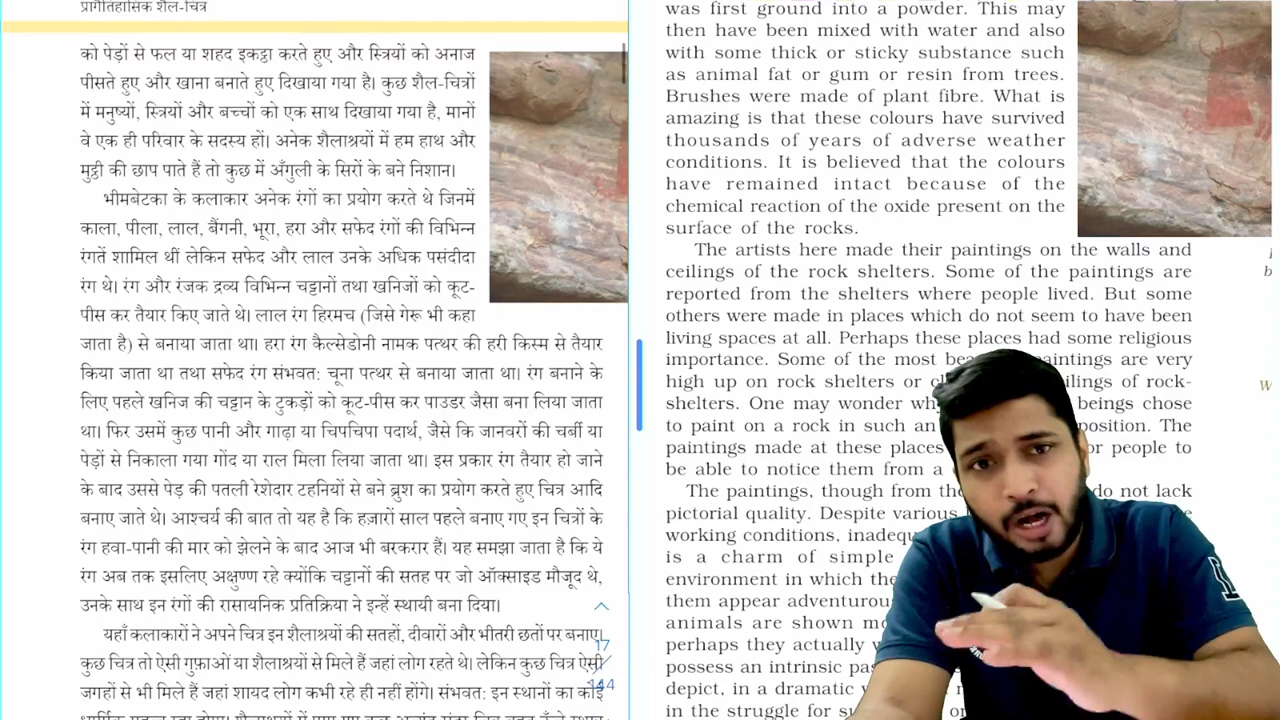 प्रागैतिहासिक शैल-चित्र
को पेड़ों से फल या शहद इकट्ठा करते हुए और स्त्रियों को अनाज
पीसते हुए और खाना बनाते हुए दिखाया गया है। कुछ शैल-चित्रों
में मनुष्यों, स्त्रियों और बच्चों को एक साथ दिखाया गया है, मानों
वे एक ही परिवार के सदस्य हों। अनेक शैलाश्रयों में हम हाथ और
मुट्ठी की छाप पाते हैं तो कुछ में अँगुली के सिरों के बने निशान।
भीमबेटका के कलाकार अनेक रंगों का प्रयोग करते थे जिनमें
काला, पीला, लाल, बैंगनी, भूरा, हरा और सफेद रंगों की विभिन्न
रंगतें शामिल थीं लेकिन सफेद और लाल उनके अधिक पसंदीदा
रंग थे। रंग और रंजक द्रव्य विभिन्न चट्टानों तथा खनिजों को कूट-
पीस कर तैयार किए जाते थे। लाल रंग हिरमच (जिसे गेरू भी कहा
जाता है) से बनाया जाता था। हरा रंग कैल्सेडोनी नामक पत्थर की हरी किस्म से तैयार
किया जाता था तथा सफेद रंग संभवत: चूना पत्थर से बनाया जाता था। रंग बनाने के
लिए पहले खनिज की चट्टान के टुकड़ों को कूट-पीस कर पाउडर जैसा बना लिया जाता
था। फिर उसमें कुछ पानी और गाढ़ा या चिपचिपा पदार्थ, जैसे कि जानवरों की चर्बी या
पेड़ों से निकाला गया गोंद या राल मिला लिया जाता था। इस प्रकार रंग तैयार हो जाने
के बाद उससे पेड़ की पतली रेशेदार टहनियों से बने ब्रुश का प्रयोग करते हुए चित्र आदि
बनाए जाते थे। आश्चर्य की बात तो यह है कि हज़ारों साल पहले बनाए गए इन चित्रों के
रंग हवा-पानी की मार को झेलने के बाद आज भी बरकरार हैं। यह समझा जाता है कि ये
रंग अब तक इसलिए अक्षुण्ण रहे क्योंकि चट्टानों की सतह पर जो ऑक्साइड मौजूद थे,
उनके साथ इन रंगों की रासायनिक प्रतिक्रिया ने इन्हें स्थायी बना दिया।
यहाँ कलाकारों ने अपने चित्र इन शैलाश्रयों की सतहों, दीवारों और भीतरी छतों पर बनाए।
कुछ चित्र तो ऐसी गुफ़ाओं या शैलाश्रयों से मिले हैं जहां लोग रहते थे। लेकिन कुछ चित्र ऐसी
जगहों से भी मिले हैं जहां शायद लोग कभी रहे ही नहीं होंगे। संभवत: इन स्थानों का कोई
17
144
was first ground into a powder. This may
then have been mixed with water and also
with some thick or sticky substance such
as animal fat or gum or resin from trees.
Brushes were made of plant fibre. What is
amazing is that these colours have survived
thousands of years of adverse weather
conditions. It is believed that the colours
have remained intact because of the
chemical reaction of the oxide present on the
surface of the rocks.
The artists here made their paintings on the walls and
ceilings of the rock shelters. Some of the paintings are
reported from the shelters where people lived. But some
others were made in places which do not seem to have been
living spaces at all. Perhaps these places had some religious
importance. Some of the most paintings are very
high up on rock shelters or of rock-
shelters. One may wonder beings chose
to paint on a rock in such an position. The
paintings made at these places people to
be able to notice them from a
The paintings, though from do not lack
pictorial quality. Despite various
working conditions,
is a charm of simple
environment in which
them appear
animals are shown
perhaps they actually
possess an intrinsic
depict, in a dramatic
in the struggle for